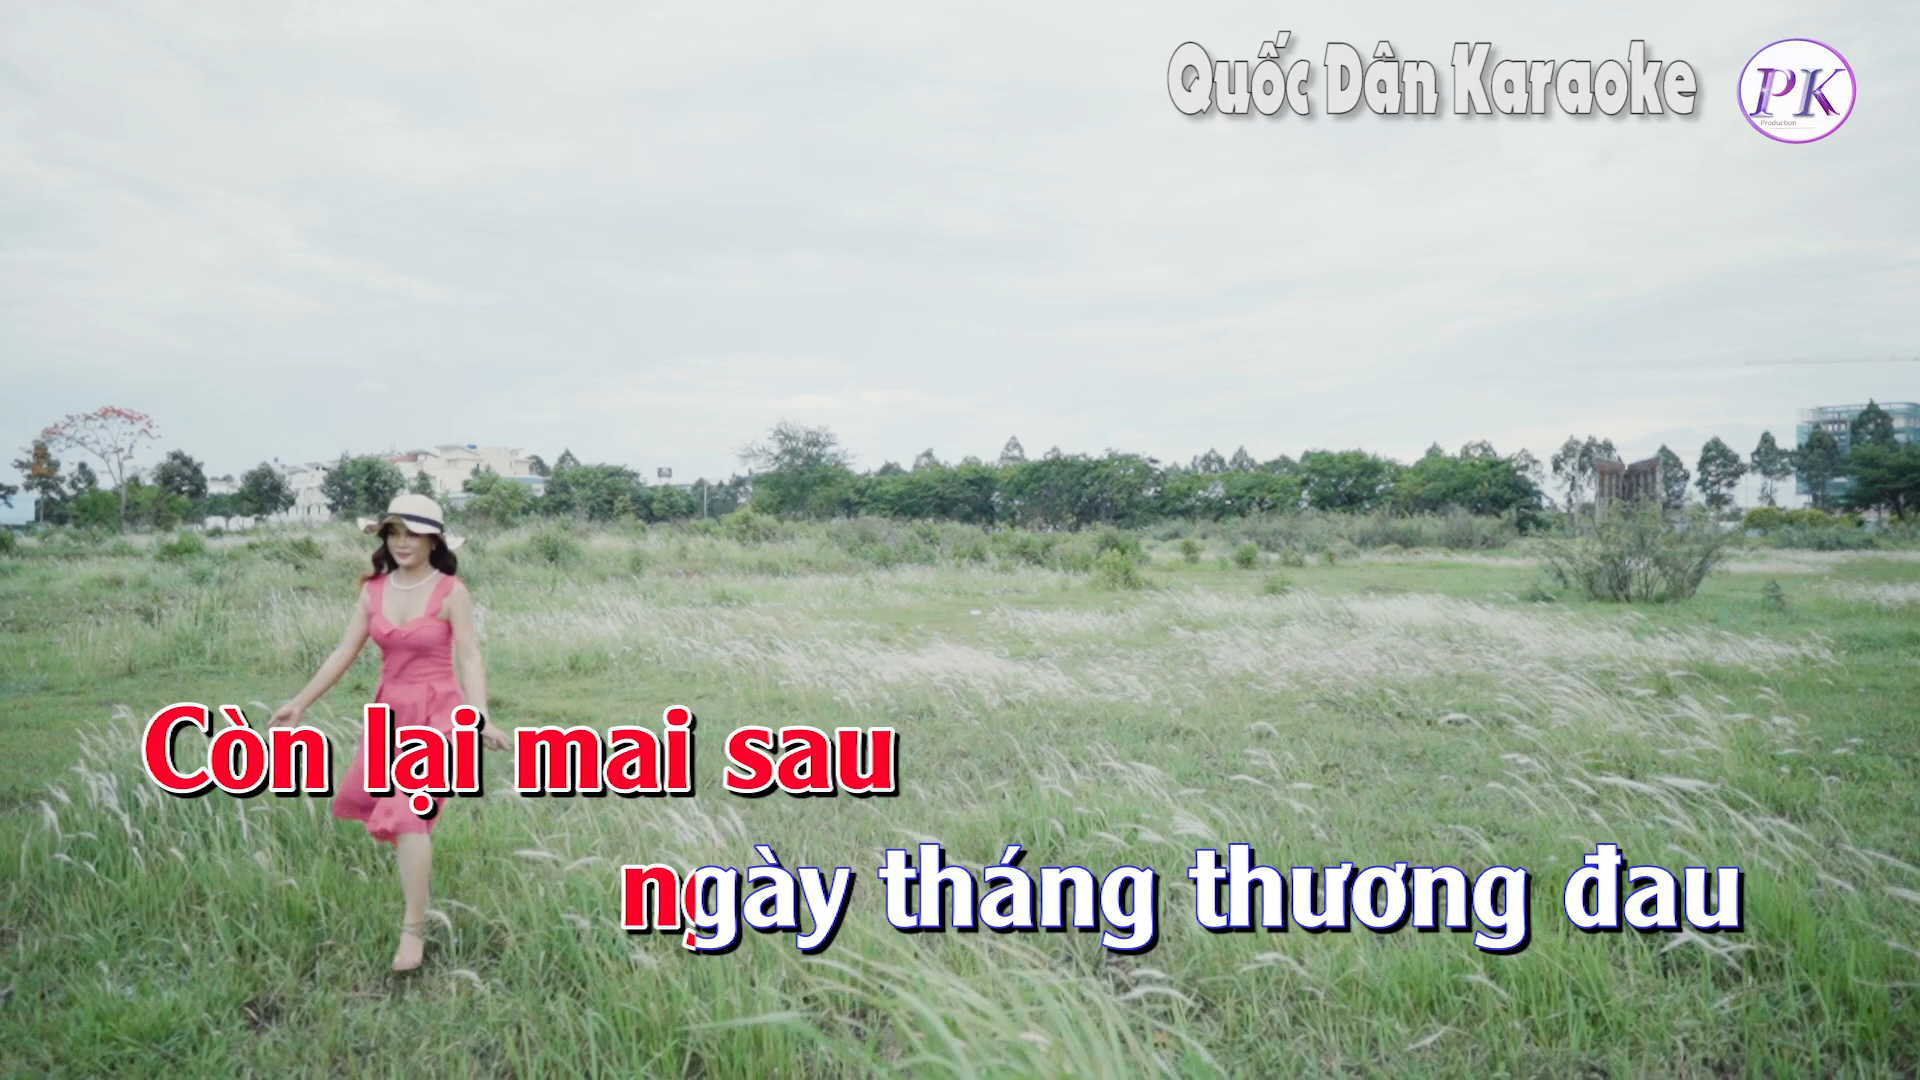 Quốc Dân Karaoke
PK
Production
Còn lại mai sau
ngày tháng thương đau